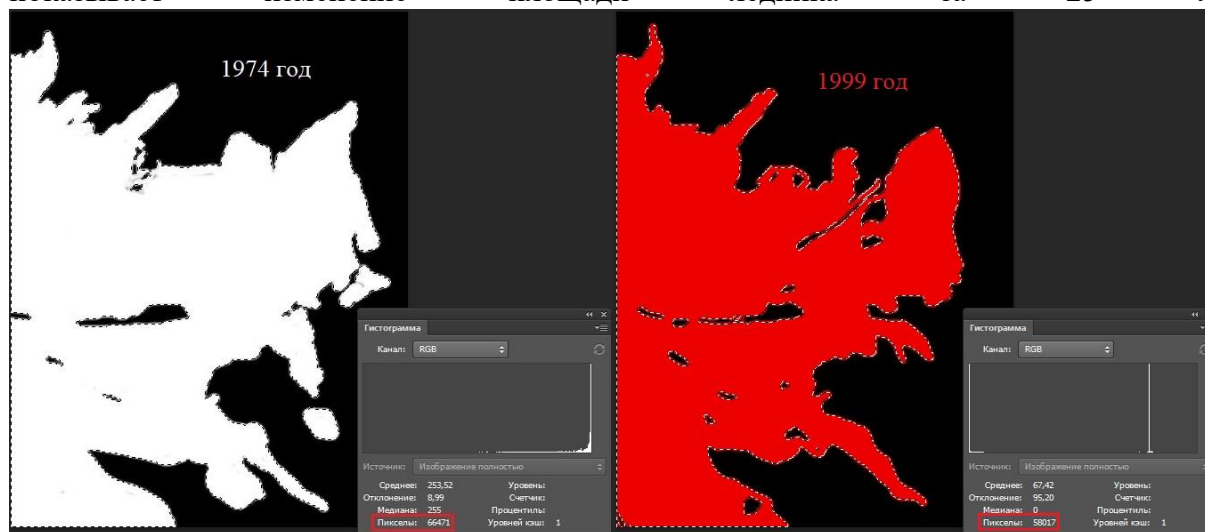 1974 год
1999 год
Гистограмма
Канал: RGB
Источник: Изображение полностью
Среднее: 253,52 Уровень:
Отклонение: 8,99 Счетчик:
Медиана: 255 Процентиль:
Пикселы: 66471 Уровней кэш: 1
Гистограмма
Канал: RGB
Источник: Изображение полностью
Среднее: 67,42 Уровень:
Отклонение: 95,20 Счетчик:
Медиана: 0 Процентиль:
Пикселы: 58017 Уровней кэш: 1